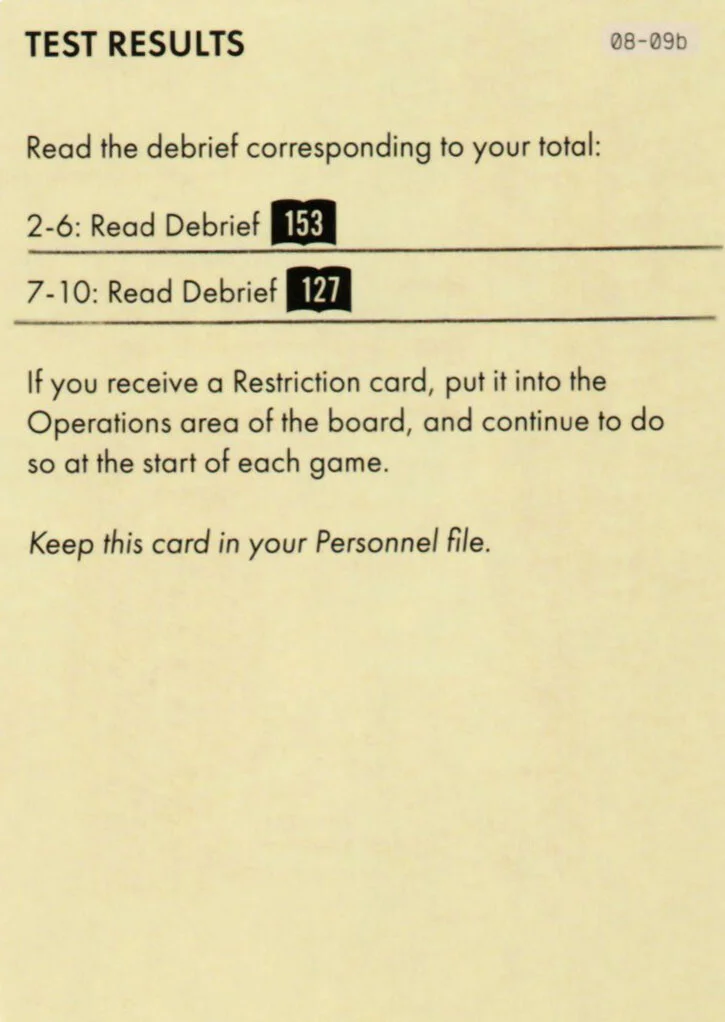 TEST RESULTS 08-09b
Read the debrief corresponding to your total:
2-6: Read Debrief 153
7-10: Read Debrief 127
If you receive a Restriction card, put it into the
Operations area of the board, and continue to do
so at the start of each game.
Keep this card in your Personnel file.